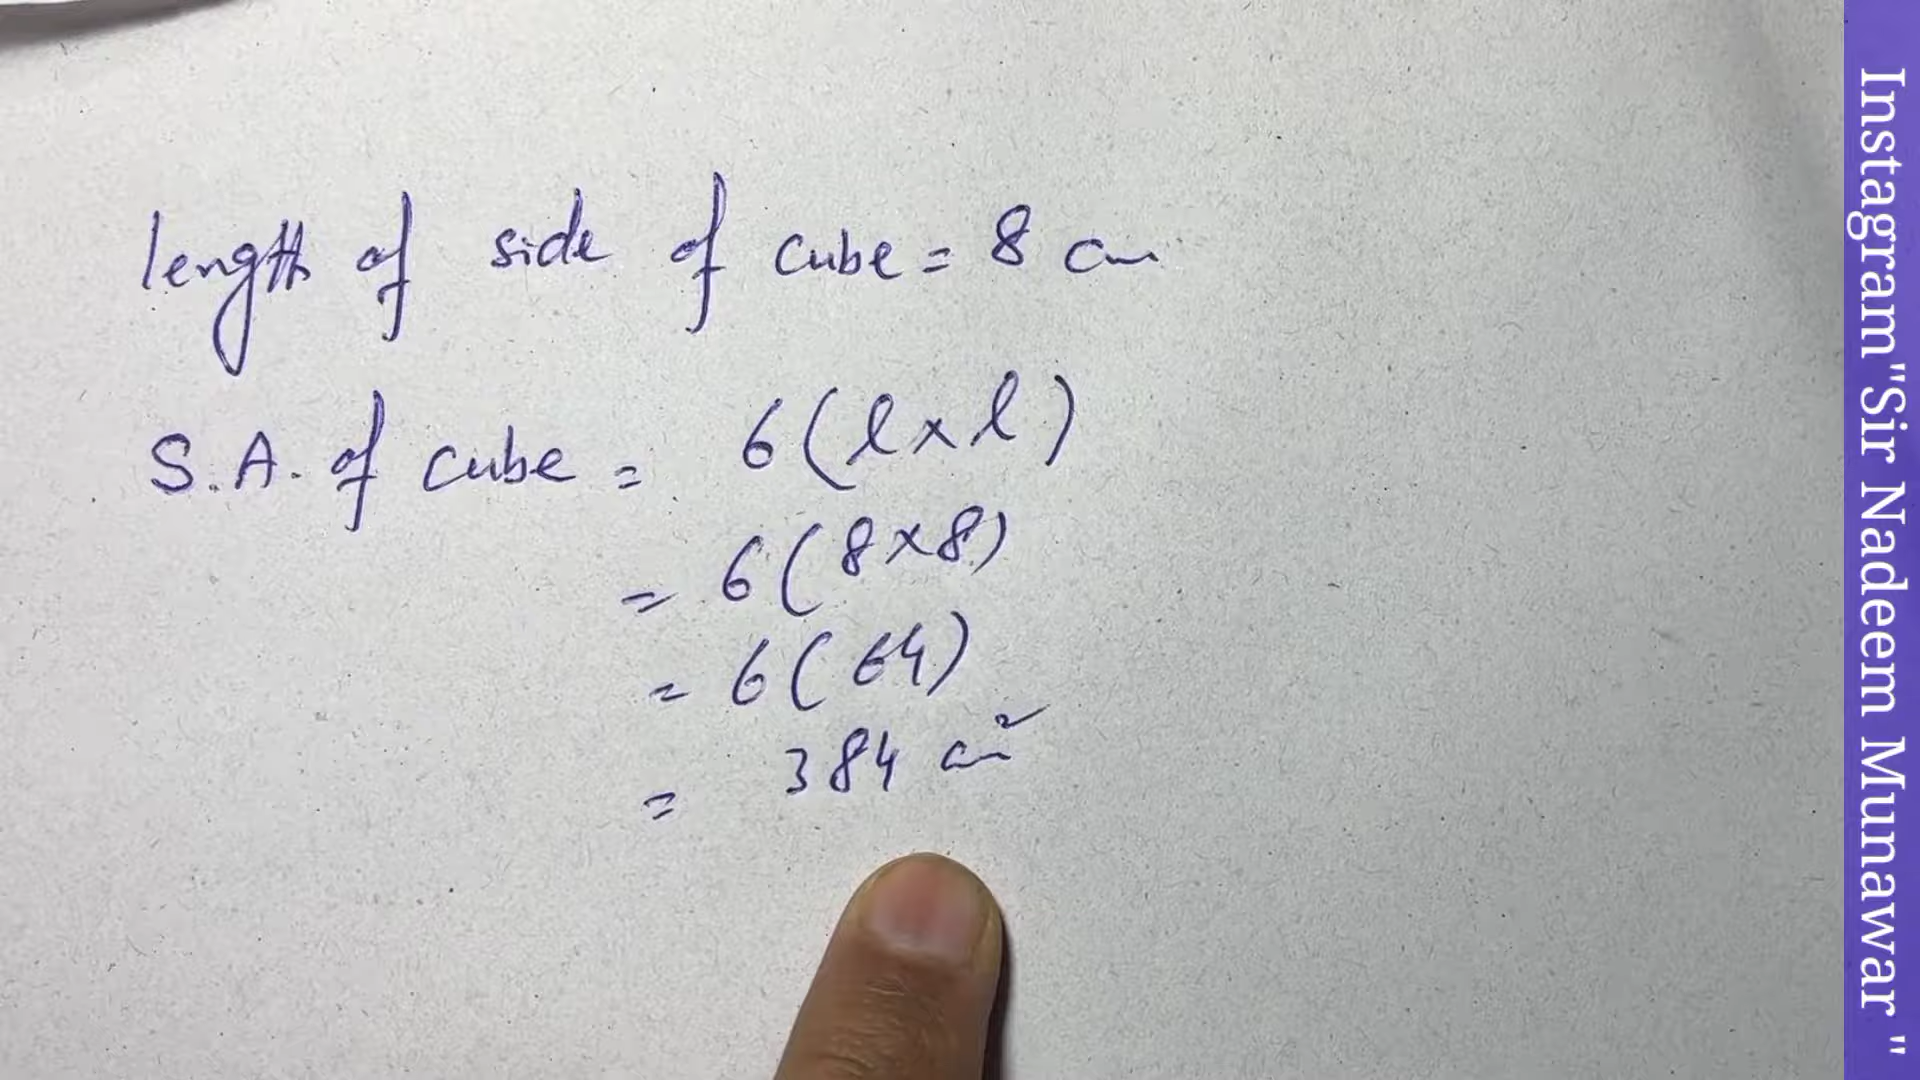 length of side of cube = 8 cm
S.A. of cube = 6 ( l x l )
= 6 ( 8 x 8 )
= 6 ( 64 )
= 384 cm²
Instagram "Sir Nadeem Munawar "